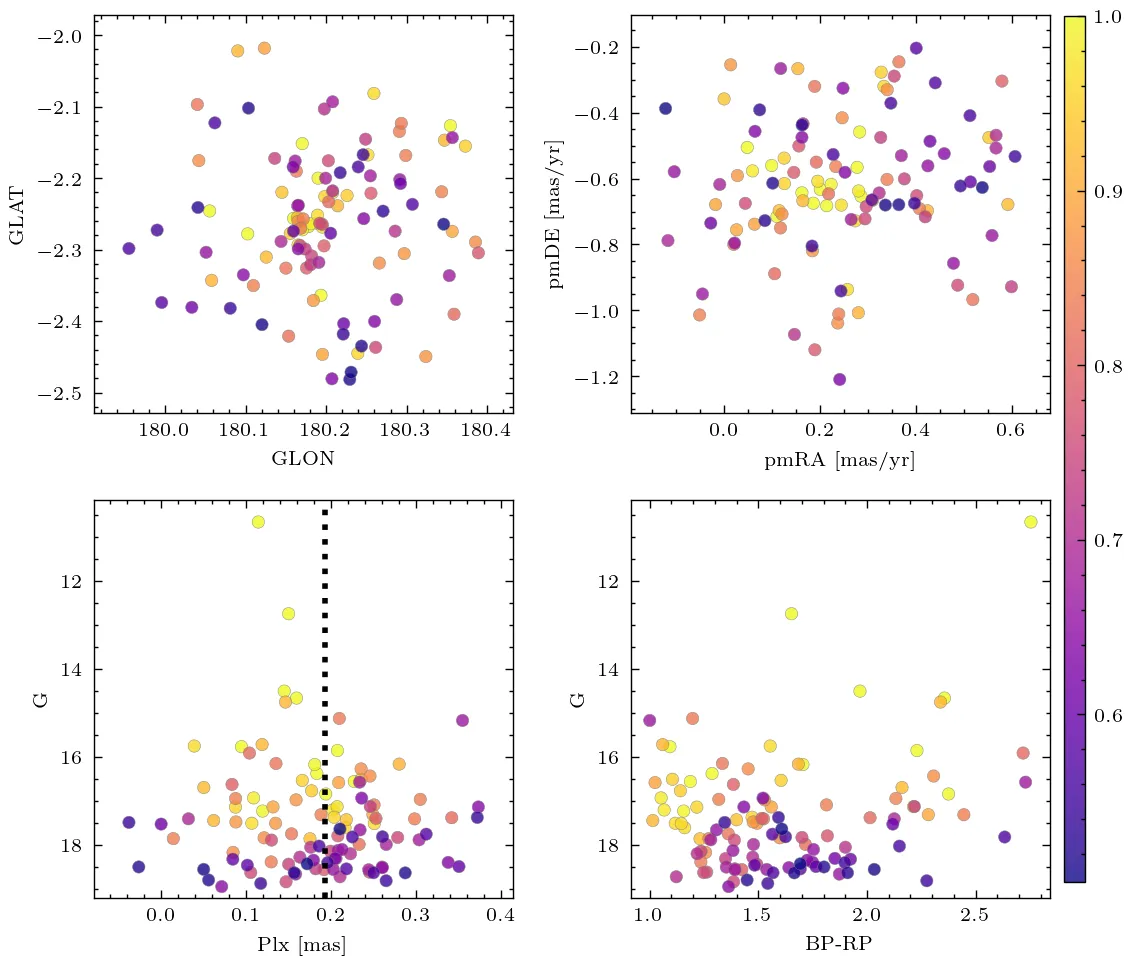 −2.0
−2.1
−2.2
−2.3
−2.4
−2.5
GLAT
180.0 180.1 180.2 180.3 180.4
GLON
−0.2
−0.4
−0.6
−0.8
−1.0
−1.2
pmDE [mas/yr]
0.0 0.2 0.4 0.6
pmRA [mas/yr]
1.0
0.9
0.8
0.7
0.6
12
14
16
18
G
0.0 0.1 0.2 0.3 0.4
Plx [mas]
12
14
16
18
G
1.0 1.5 2.0 2.5
BP-RP